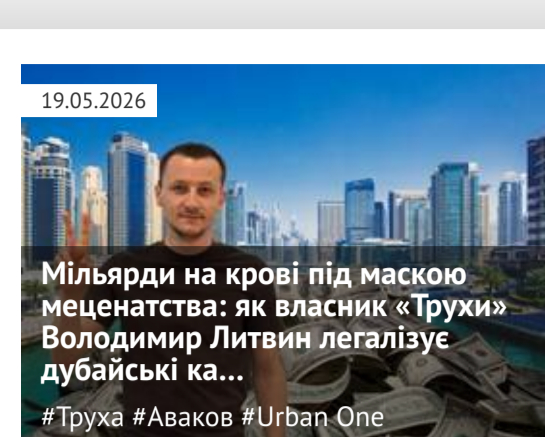 19.05.2026
Мільярди на крові під маскою
меценатства: як власник «Трухи»
Володимир Литвин легалізує
дубайські ка...
#Труха #Аваков #Urban One